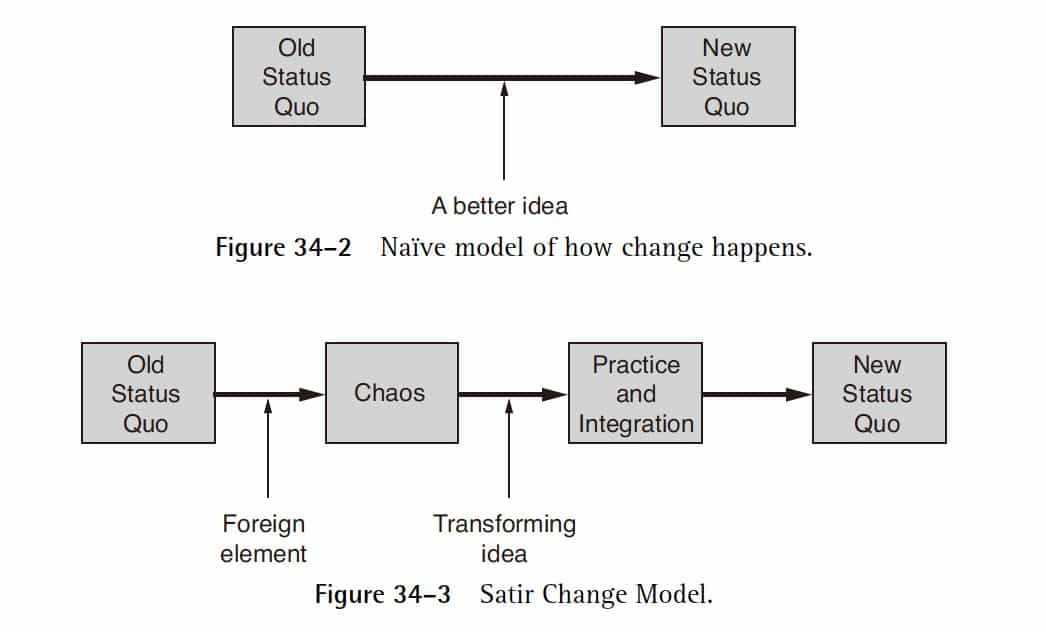 Old
Status
Quo
New
Status
Quo
A better idea
Figure 34–2 Naïve model of how change happens.
Old
Status
Quo
Chaos
Practice
and
Integration
New
Status
Quo
Foreign
element
Transforming
idea
Figure 34–3 Satir Change Model.